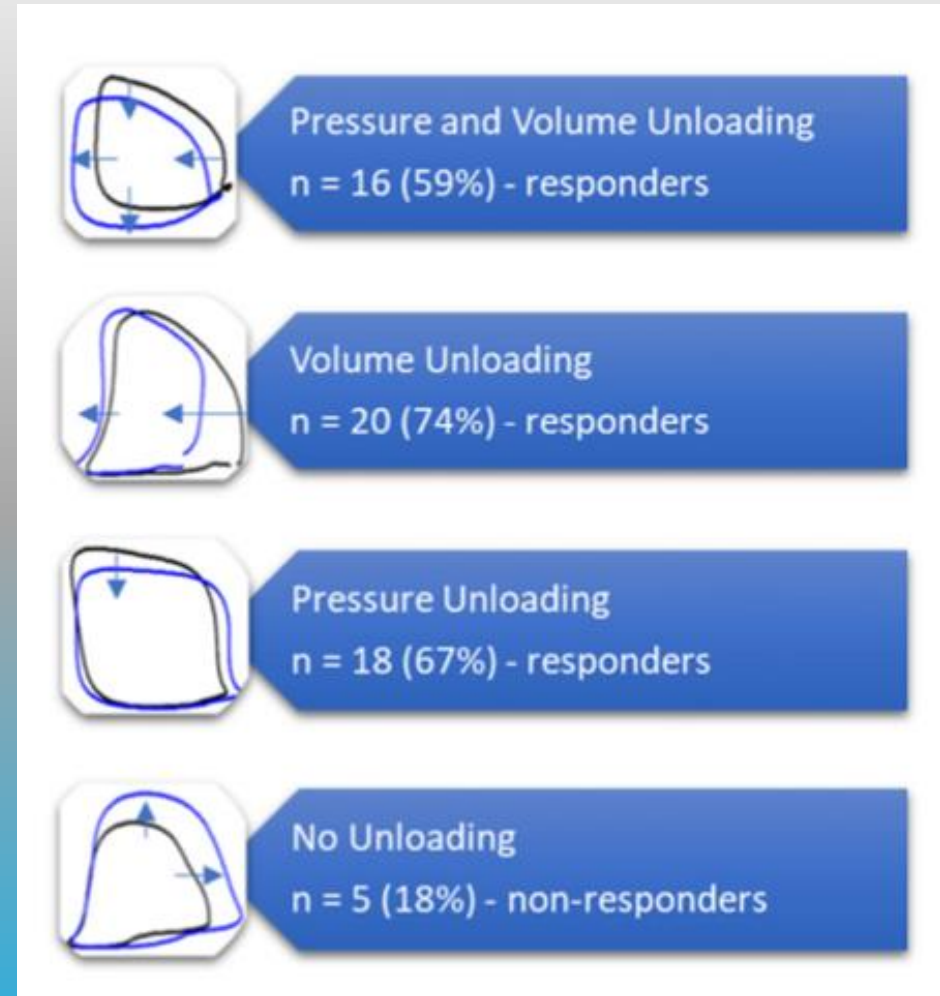 Pressure and Volume Unloading
n = 16 (59%) - responders
Volume Unloading
n = 20 (74%) - responders
Pressure Unloading
n = 18 (67%) - responders
No Unloading
n = 5 (18%) - non-responders